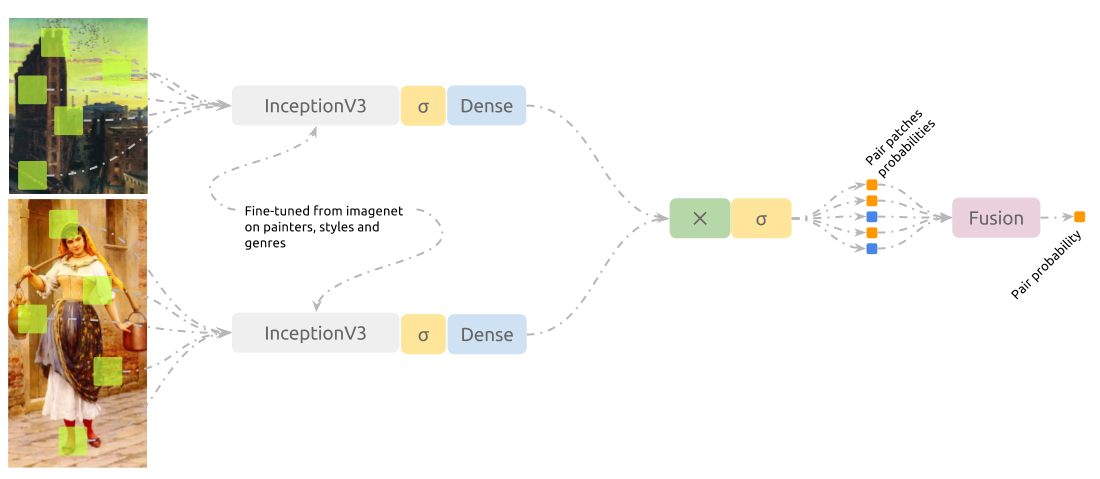 InceptionV3 σ Dense
Fine-tuned from imagenet
on painters, styles and
genres
InceptionV3 σ Dense
× σ
Pair patches
probabilities
Fusion
Pair probability